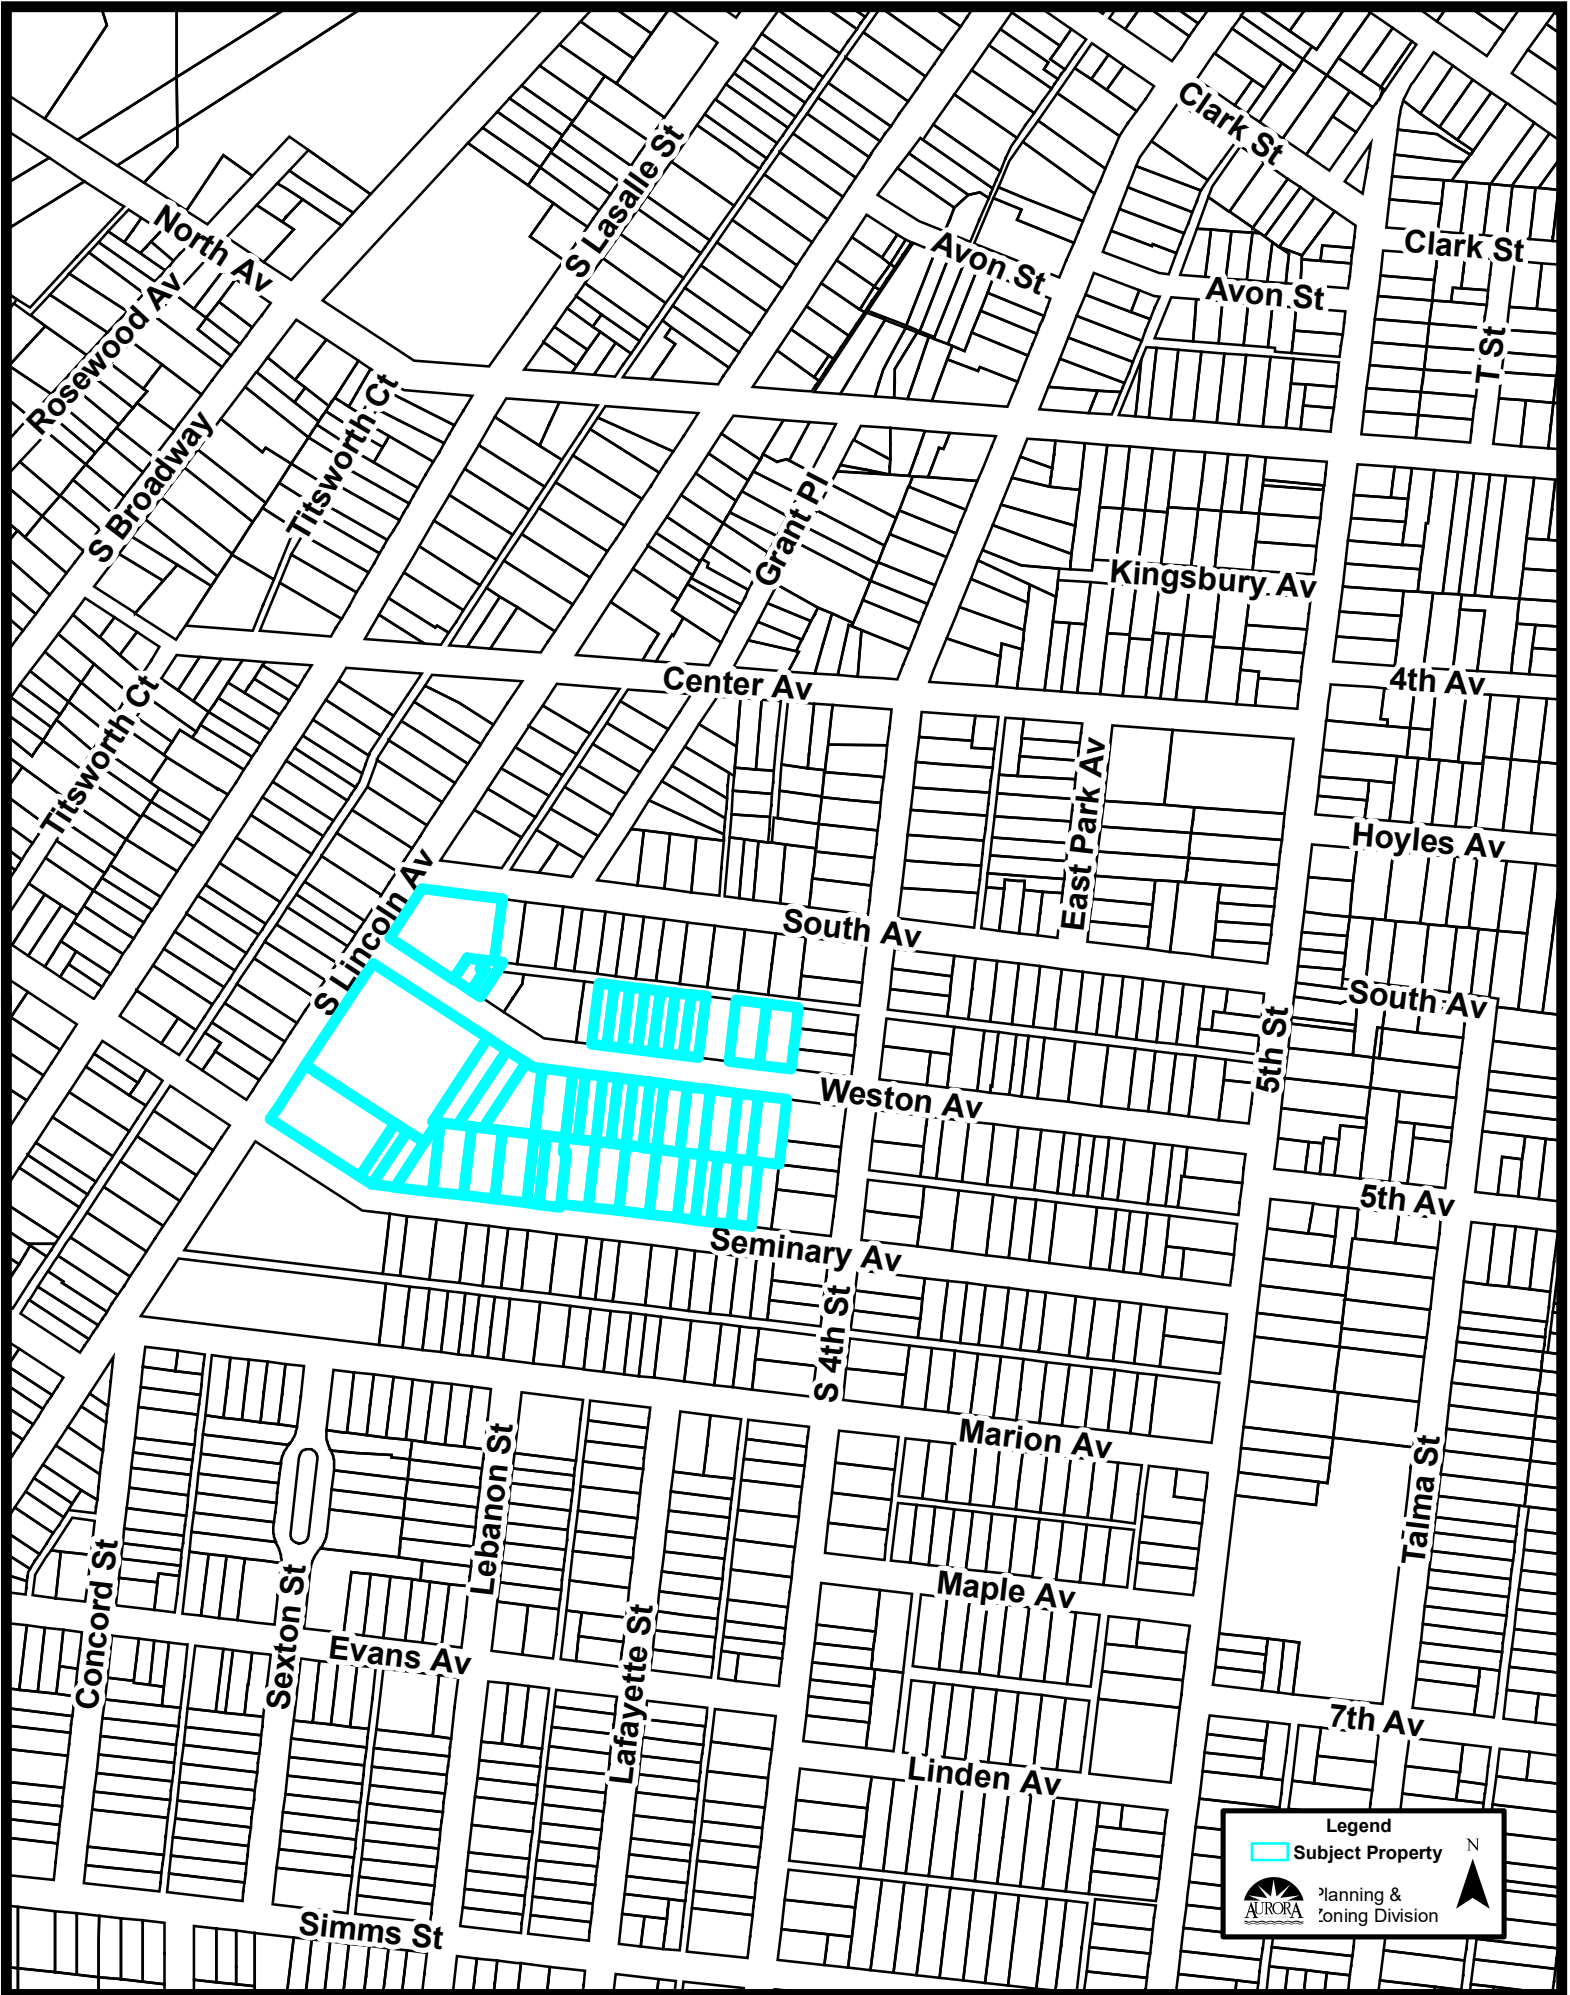 Clark St
S Lasalle St
North Av
Avon St
Clark St
Avon St
Rosewood Av
T St
Titsworth Ct
S Broadway
Grant Pl
Kingsbury Av
Center Av
4th Av
Titsworth Ct
East Park Av
Hoyles Av
S Lincoln Av
South Av
South Av
5th St
Weston Av
5th Av
Seminary Av
S 4th St
Marion Av
Lebanon St
Talma St
Concord St
Sexton St
Maple Av
Evans Av
Lafayette St
7th Av
Linden Av
Simms St
Legend
Subject Property
N
AURORA
Planning &
Zoning Division